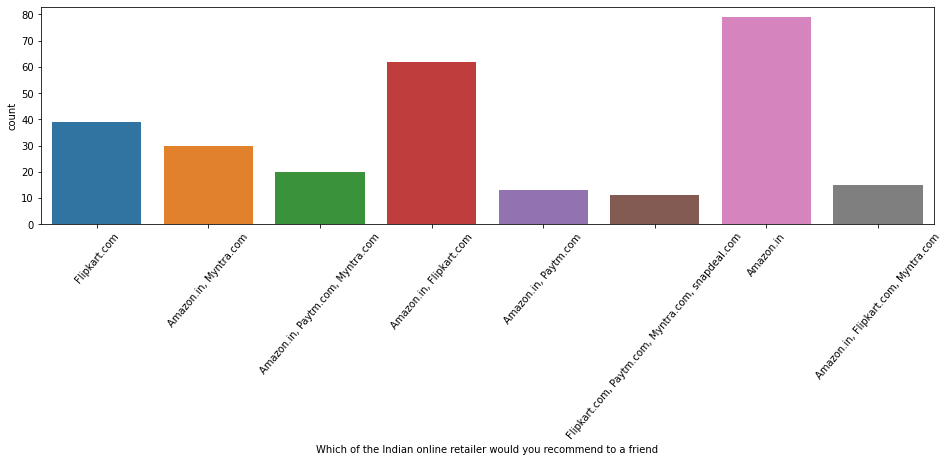 80
70
60
50
40
30
20
10
0
count
Flipkart.com
Amazon.in, Myntra.com
Amazon.in, Paytm.com, Myntra.com
Amazon.in, Flipkart.com
Amazon.in, Paytm.com
Flipkart.com, Paytm.com, Myntra.com, snapdeal.com
Amazon.in
Amazon.in, Flipkart.com, Myntra.com
Which of the Indian online retailer would you recommend to a friend